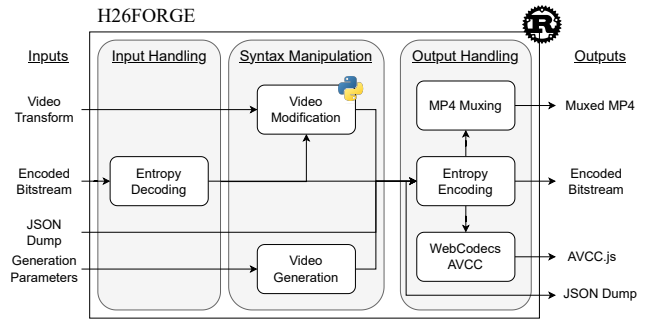 H26FORGE
Inputs
Input Handling
Syntax Manipulation
Output Handling
Outputs
Video
Transform
Video
Modification
MP4 Muxing
Muxed MP4
Encoded
Bitstream
Entropy
Decoding
Entropy
Encoding
Encoded
Bitstream
JSON
Dump
Generation
Parameters
Video
Generation
WebCodecs
AVCC
AVCC.js
JSON Dump